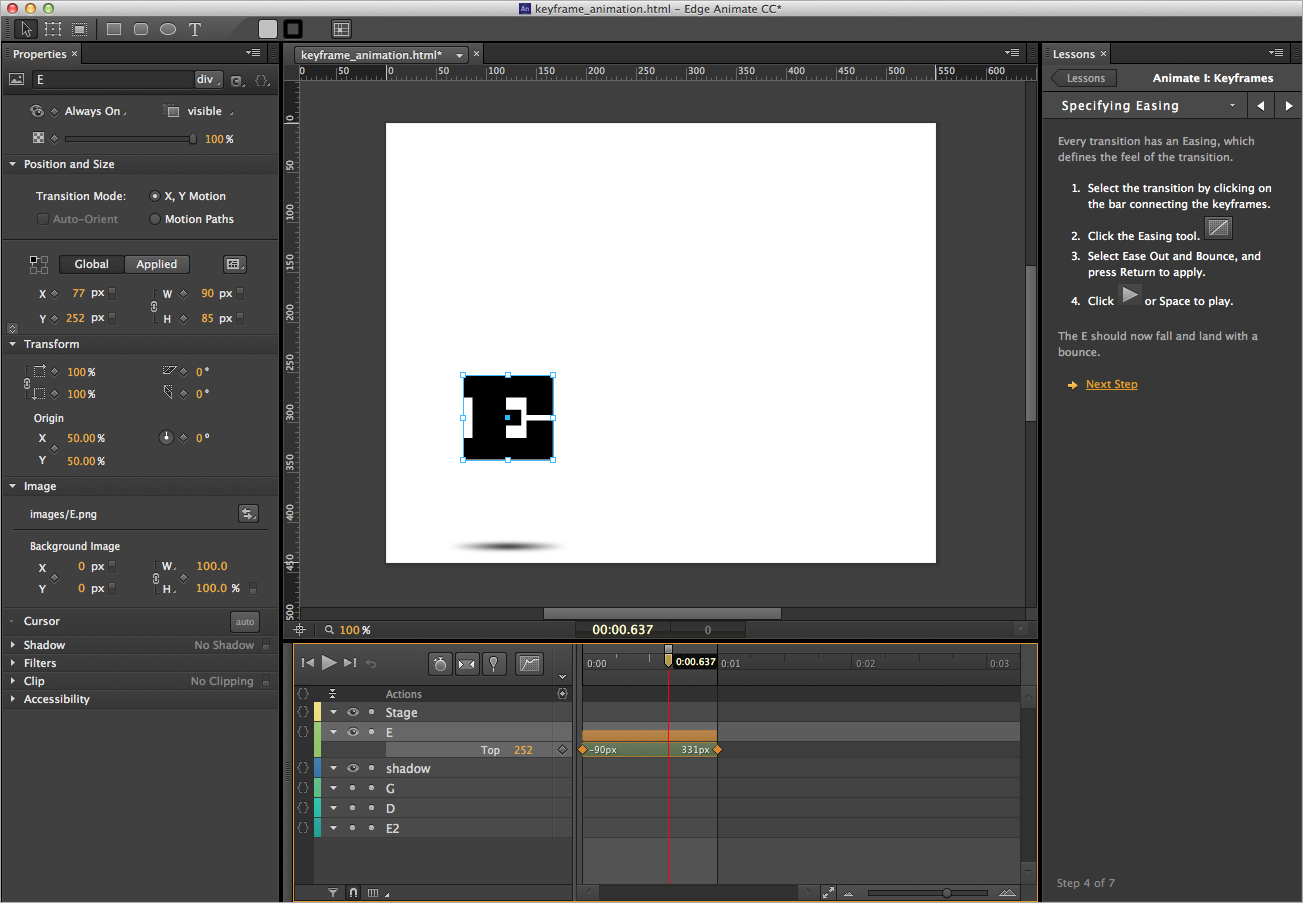 An keyframe_animation.html – Edge Animate CC*
T
Properties ×
E div C {}
Always On visible
100 %
Position and Size
Transition Mode: X, Y Motion
Auto-Orient Motion Paths
Global Applied
X 77 px W 90 px
Y 252 px H 85 px
Transform
100 % 0 °
100 % 0 °
Origin
X 50.00 % 0 °
Y 50.00 %
Image
images/E.png
Background Image
X 0 px W 100.0
Y 0 px H 100.0 %
Cursor auto
Shadow No Shadow
Filters
Clip No Clipping
Accessibility
keyframe_animation.html* ×
0 50 0 50 100 150 200 250 300 350 400 450 500 550 600
0
50
100
150
200
250
300
350
400
450
500
E
100 % 00:00.637 0
0:00 0:00.637 0:01 0:02 0:03
{} Actions
{} Stage
{} E
Top 252 -90px 331px
{} shadow
{} G
{} D
{} E2
Lessons ×
Lessons Animate I: Keyframes
Specifying Easing
Every transition has an Easing, which
defines the feel of the transition.
1. Select the transition by clicking on
the bar connecting the keyframes.
2. Click the Easing tool.
3. Select Ease Out and Bounce, and
press Return to apply.
4. Click or Space to play.
The E should now fall and land with a
bounce.
Next Step
Step 4 of 7